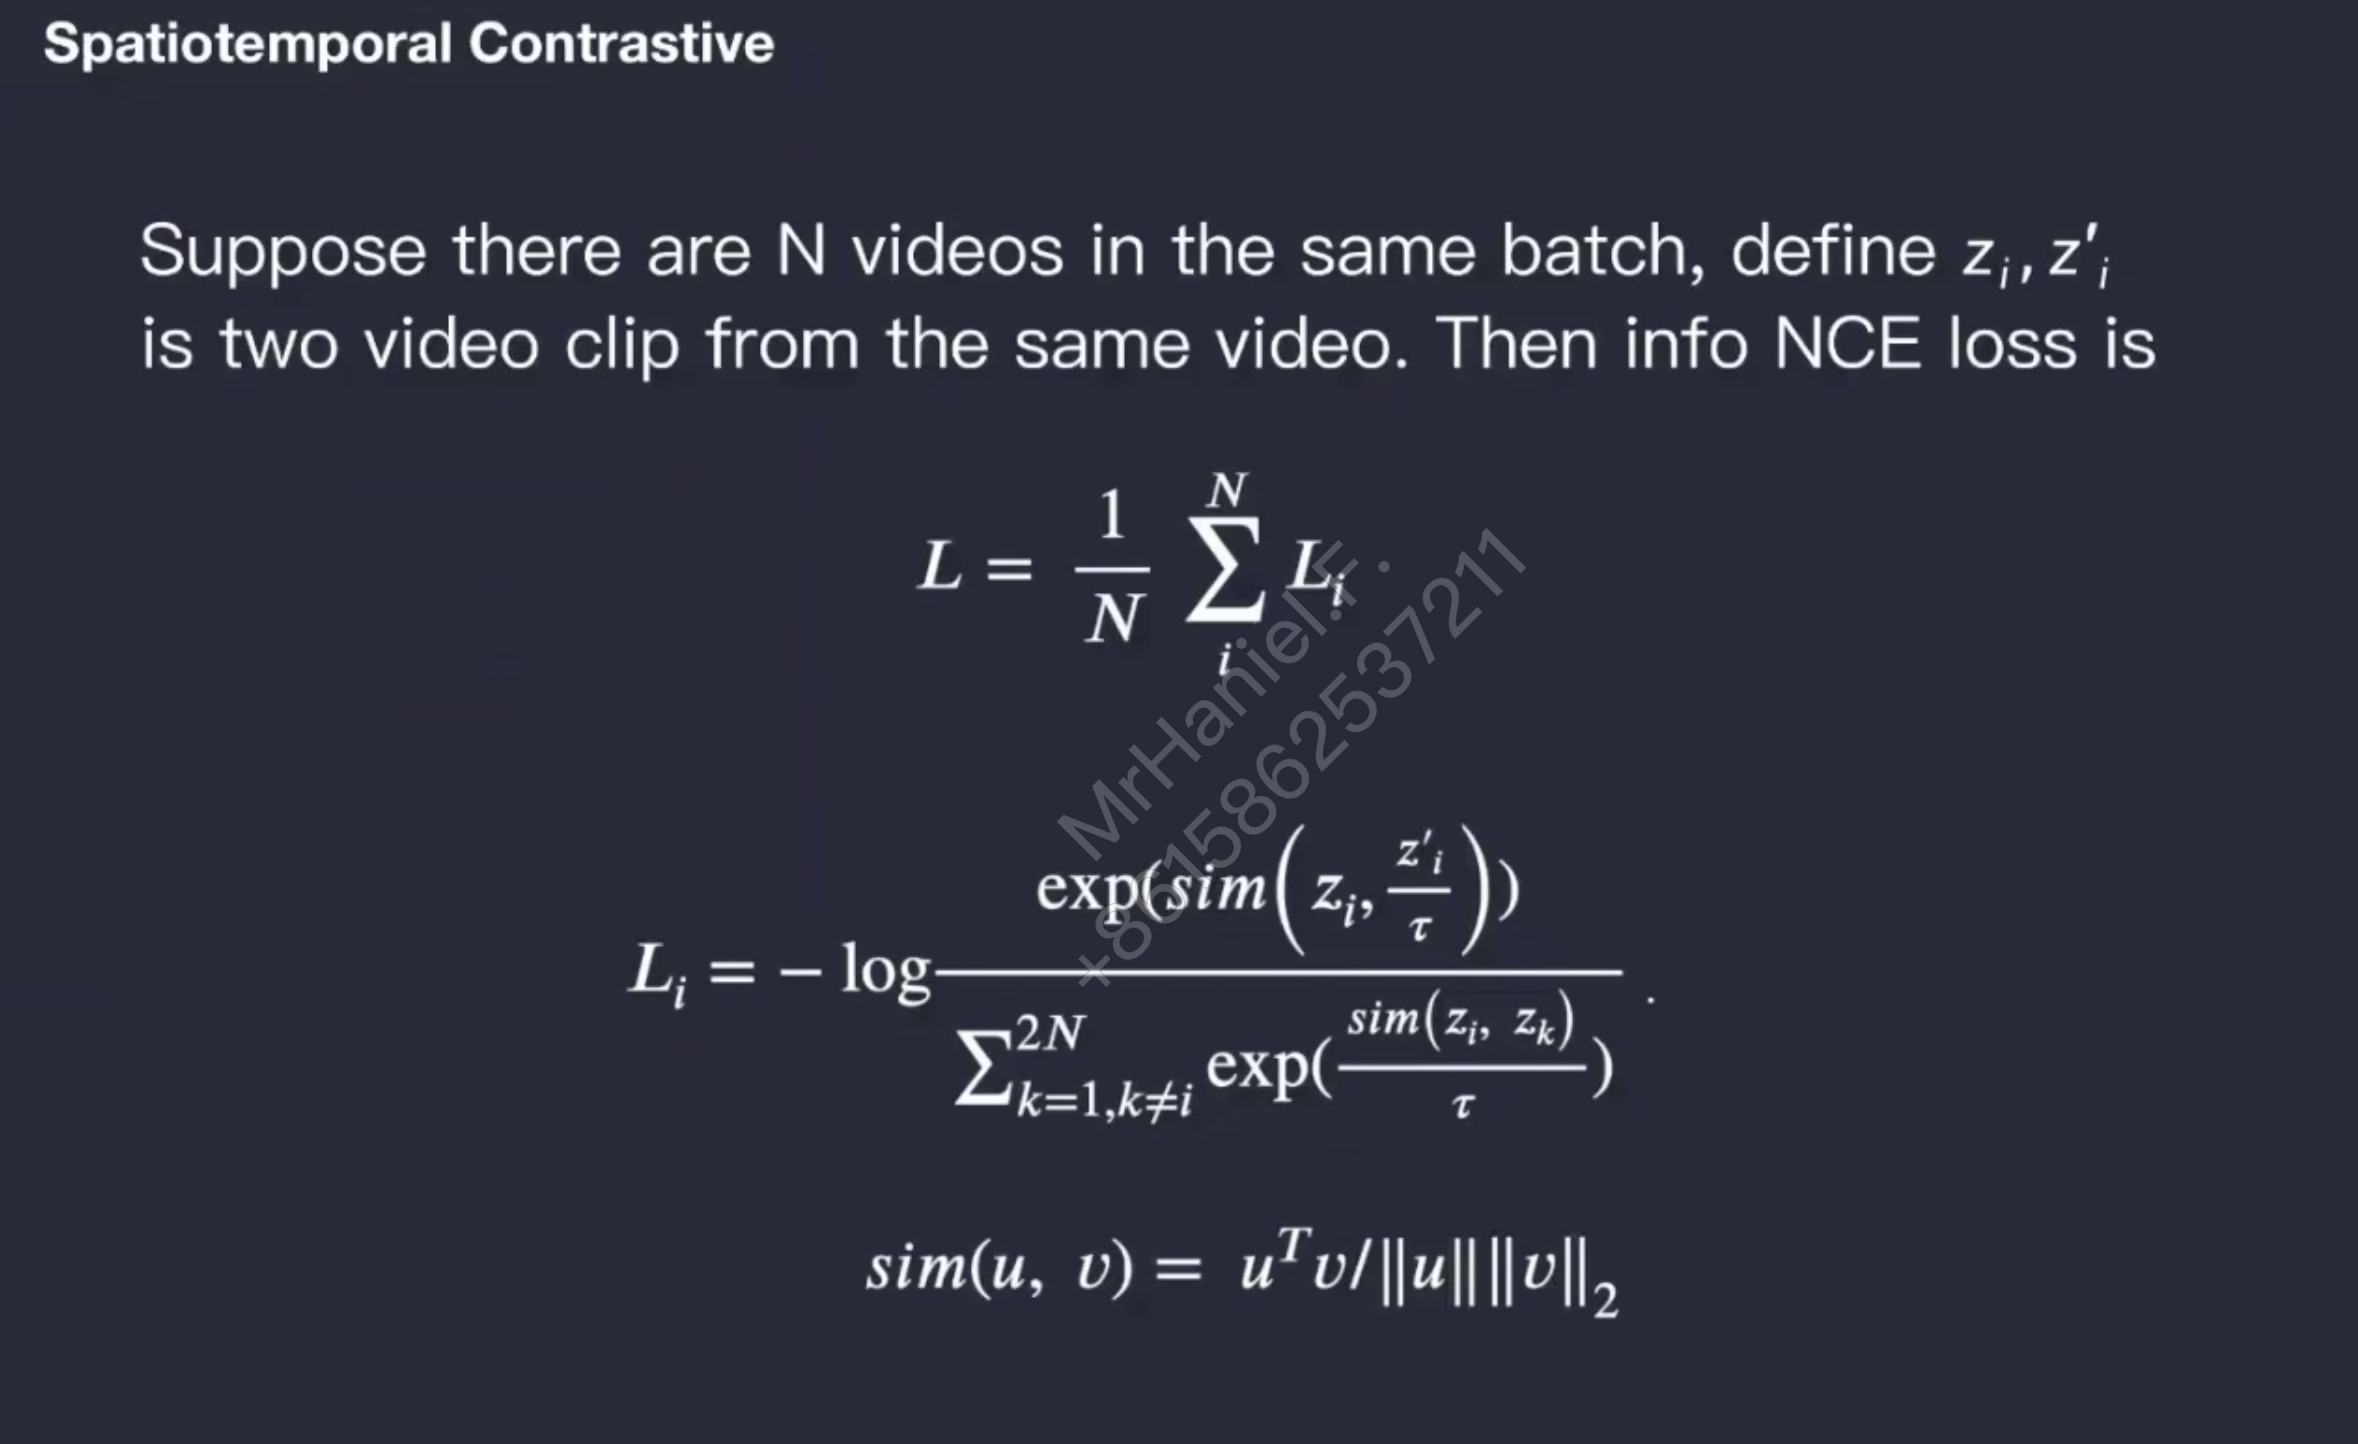 Spatiotemporal Contrastive
Suppose there are N videos in the same batch, define zᵢ, z'ᵢ
is two video clip from the same video. Then info NCE loss is
L = \frac{1}{N} \sum_{i}^{N} L_i
L_i = - \log \frac{\exp(sim\left(z_i, \frac{z'_i}{\tau}\right))}{\sum_{k=1, k \neq i}^{2N} \exp(\frac{sim(z_i, z_k)}{\tau})} .
sim(u, v) = u^T v / \|u\| \|v\|_2
MrHaniel.F.
+8615862537211